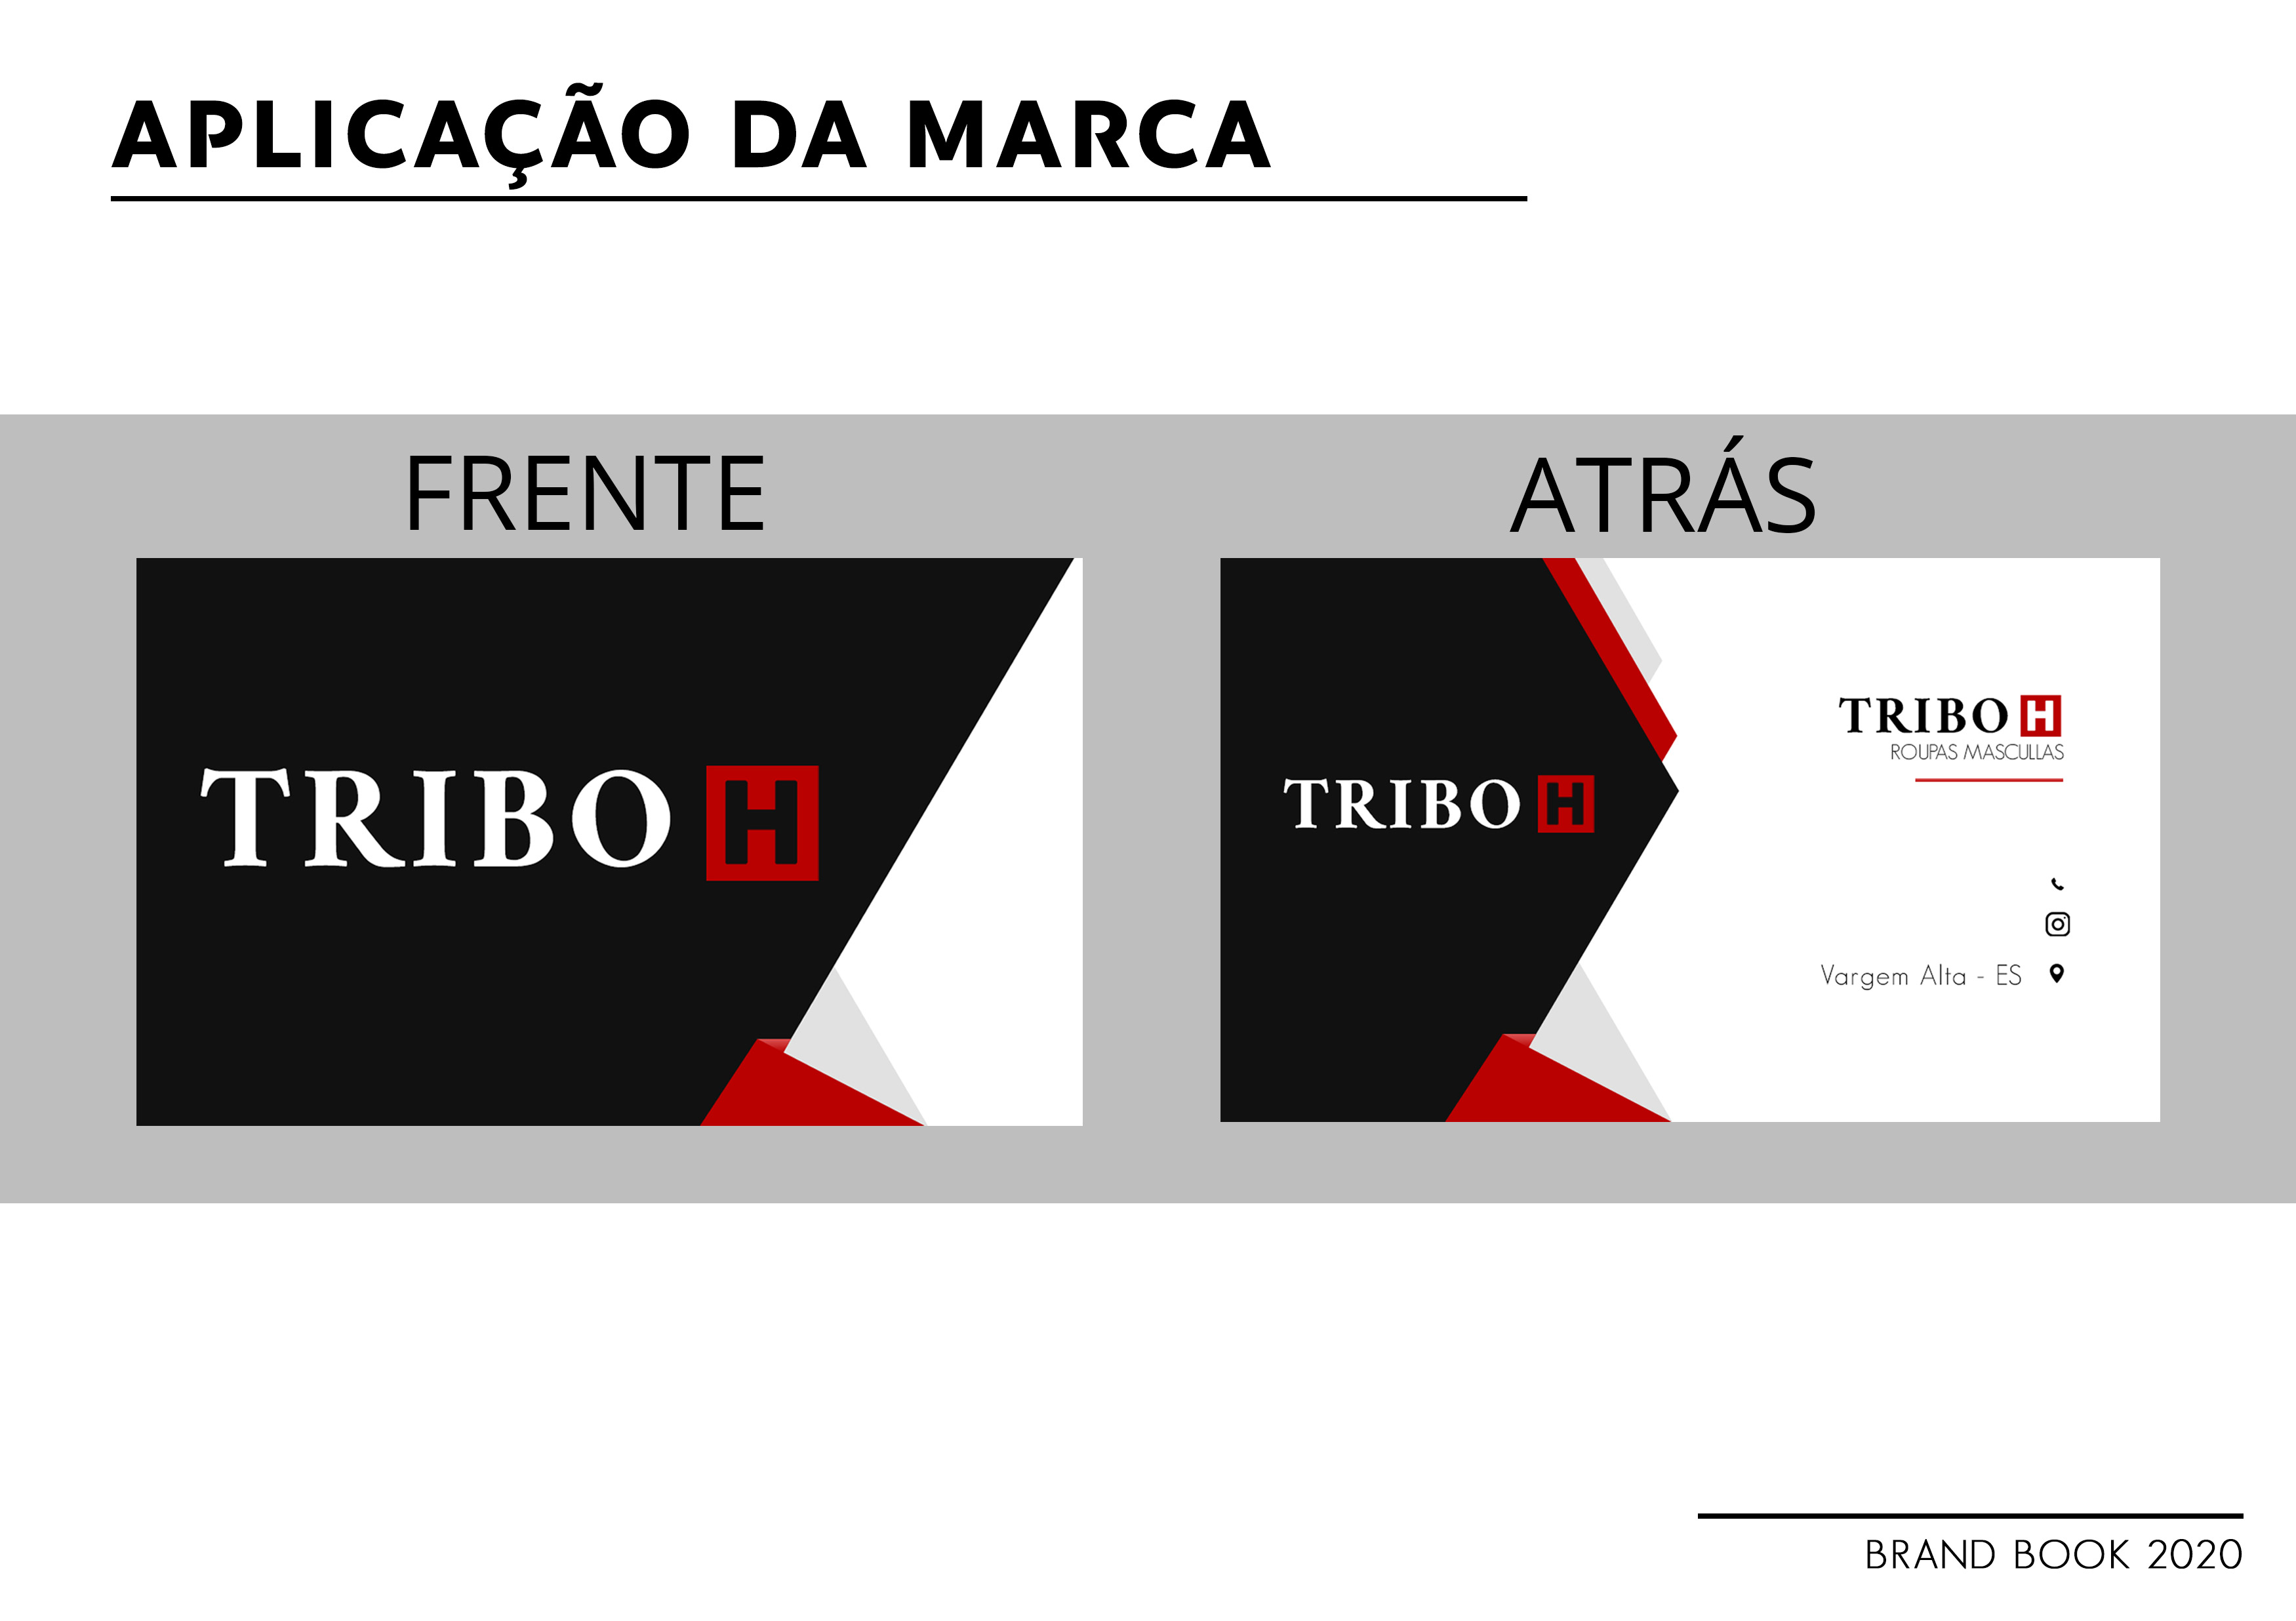 APLICAÇÃO DA MARCA
FRENTE
ATRÁS
TRIBO H
TRIBO H
TRIBO H
ROUPAS MASCULLAS
Vargem Alta - ES
BRAND BOOK 2020